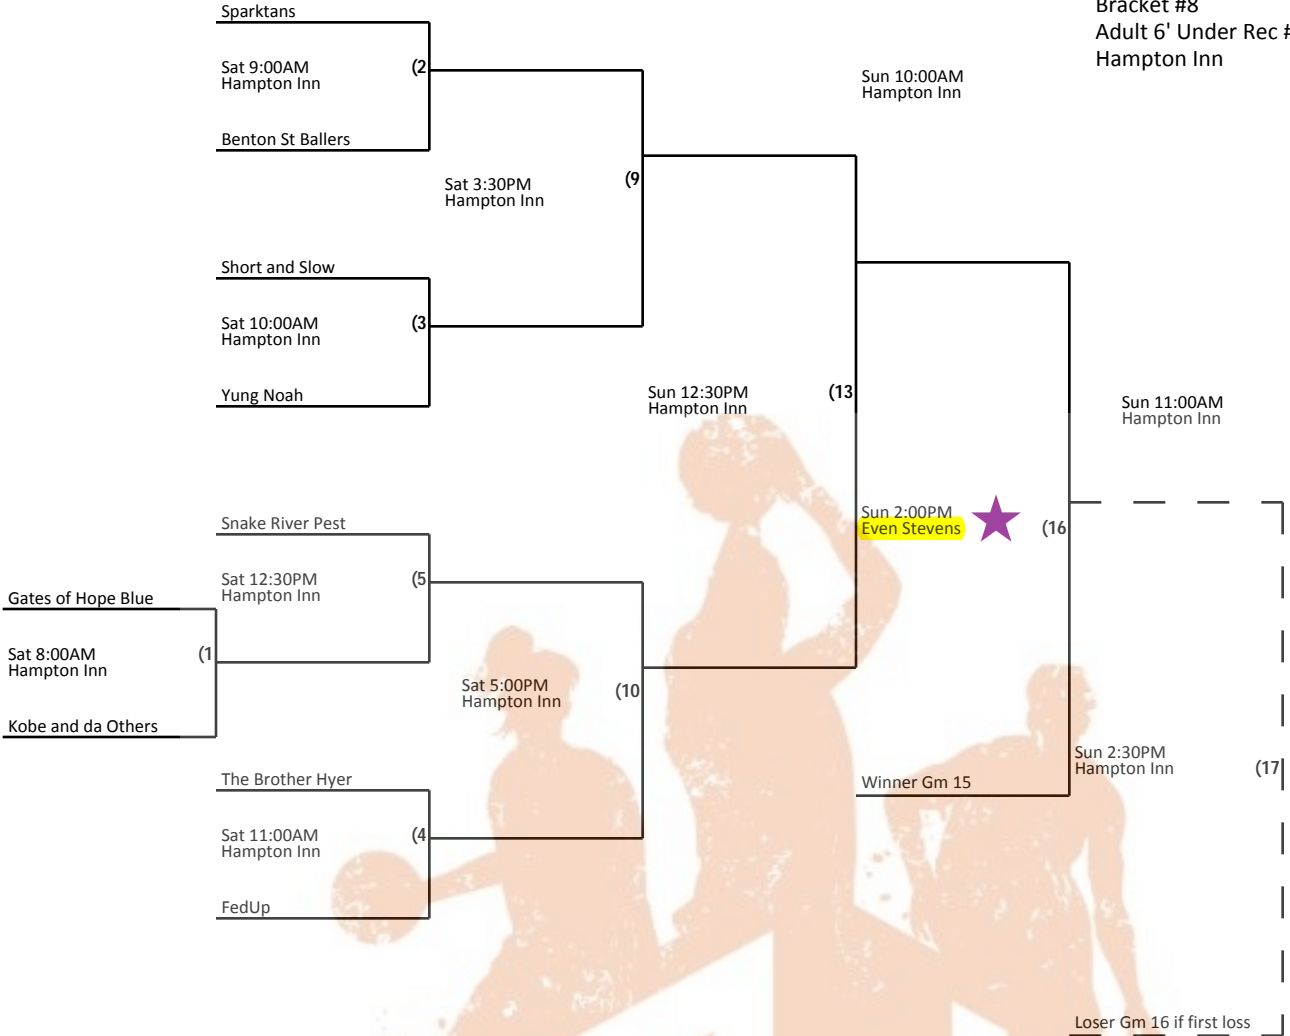 Bracket #8
Adult 6' Under Rec #
Hampton Inn
Sparktans
Sat 9:00AM
Hampton Inn
(2
Benton St Ballers
Sat 3:30PM
Hampton Inn
(9
Sun 10:00AM
Hampton Inn
Short and Slow
Sat 10:00AM
Hampton Inn
(3
Yung Noah
Sun 12:30PM
Hampton Inn
(13
Sun 11:00AM
Hampton Inn
Snake River Pest
Sat 12:30PM
Hampton Inn
(5
Sun 2:00PM
Even Stevens
(16
Gates of Hope Blue
Sat 8:00AM
Hampton Inn
(1
Kobe and da Others
Sat 5:00PM
Hampton Inn
(10
The Brother Hyer
Sat 11:00AM
Hampton Inn
(4
FedUp
Winner Gm 15
Sun 2:30PM
Hampton Inn
(17
Loser Gm 16 if first loss